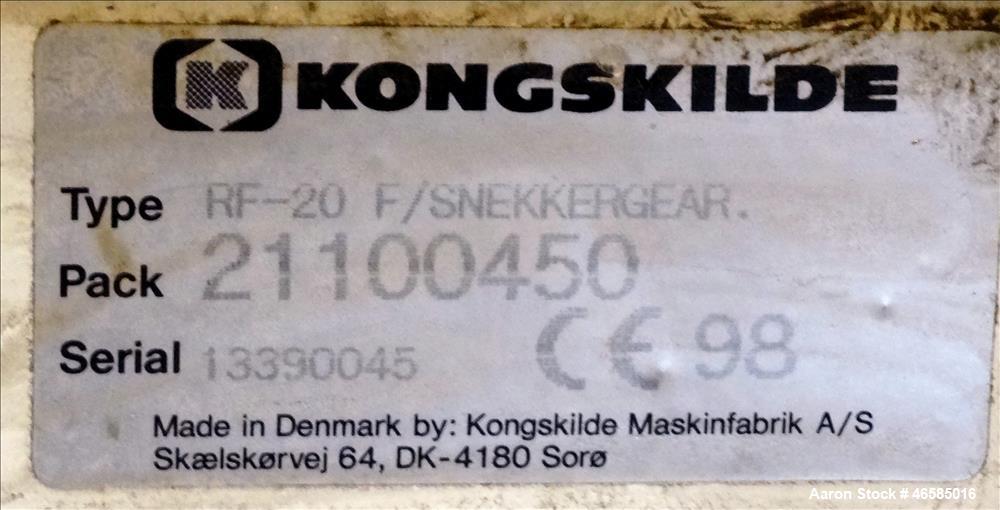 K KONGSKILDE
Type RF-20 F/SNEKKERGEAR.
Pack 21100450
Serial 13390045 CE 98
Made in Denmark by: Kongskilde Maskinfabrik A/S
Skælskørvej 64, DK-4180 Sorø
Aaron Stock # 46585016